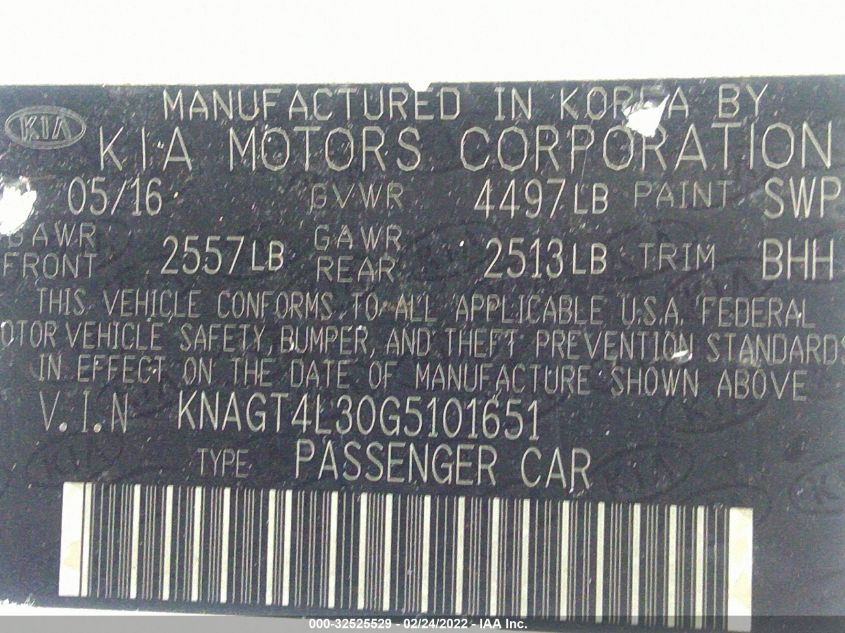 MANUFACTURED IN KOREA BY
KIA
KIA MOTORS CORPORATION
05/16 GVWR 4497LB PAINT SWP
GAWR FRONT 2557LB GAWR REAR 2513LB TRIM BHH
THIS VEHICLE CONFORMS TO ALL APPLICABLE U.S.A. FEDERAL
OTOR VEHICLE SAFETY, BUMPER, AND THEFT PREVENTION STANDARDS
IN EFFECT ON THE DATE OF MANUFACTURE SHOWN ABOVE.
V.I.N KNAGT4L30G5101651
TYPE PASSENGER CAR
000-32525529 - 02/24/2022 - IAA Inc.